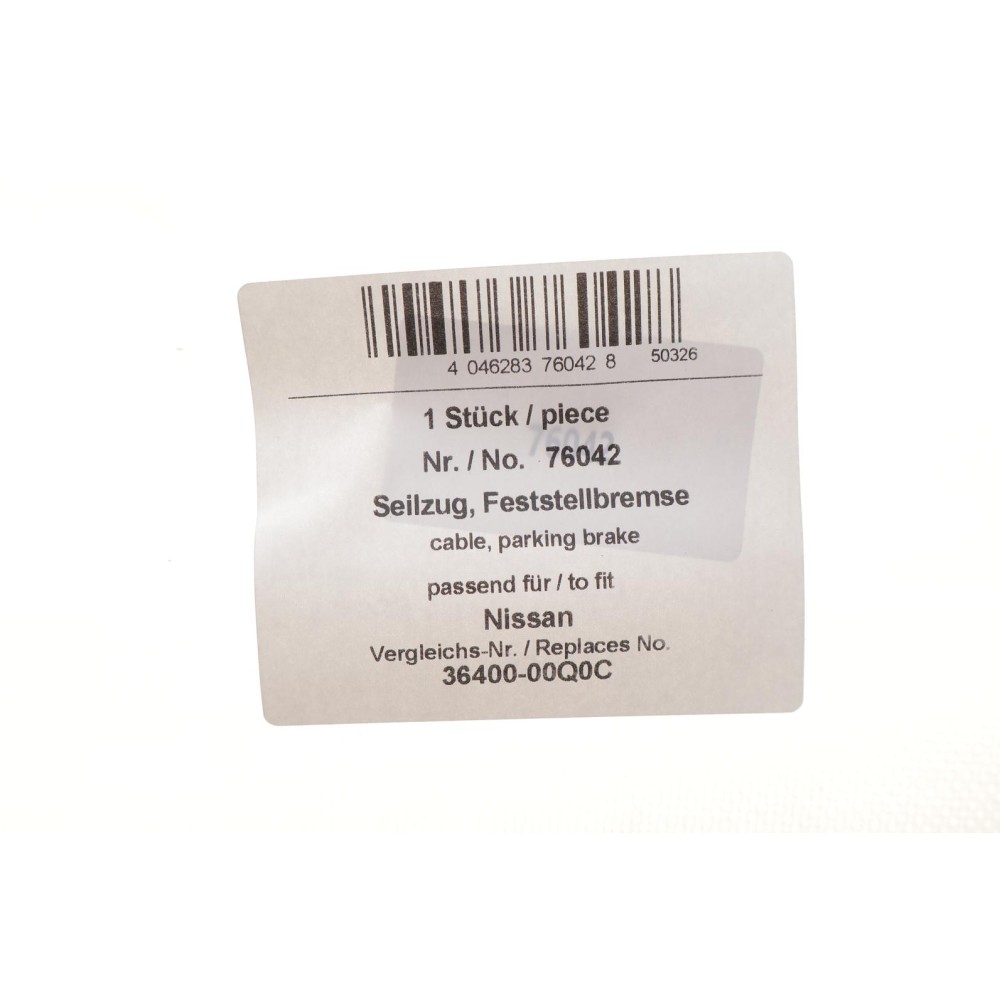 4 046283 76042 8 50326
1 Stück / piece
76042
Nr. / No. 76042
Seilzug, Feststellbremse
cable, parking brake
passend für / to fit
Nissan
Vergleichs-Nr. / Replaces No.
36400-00Q0C